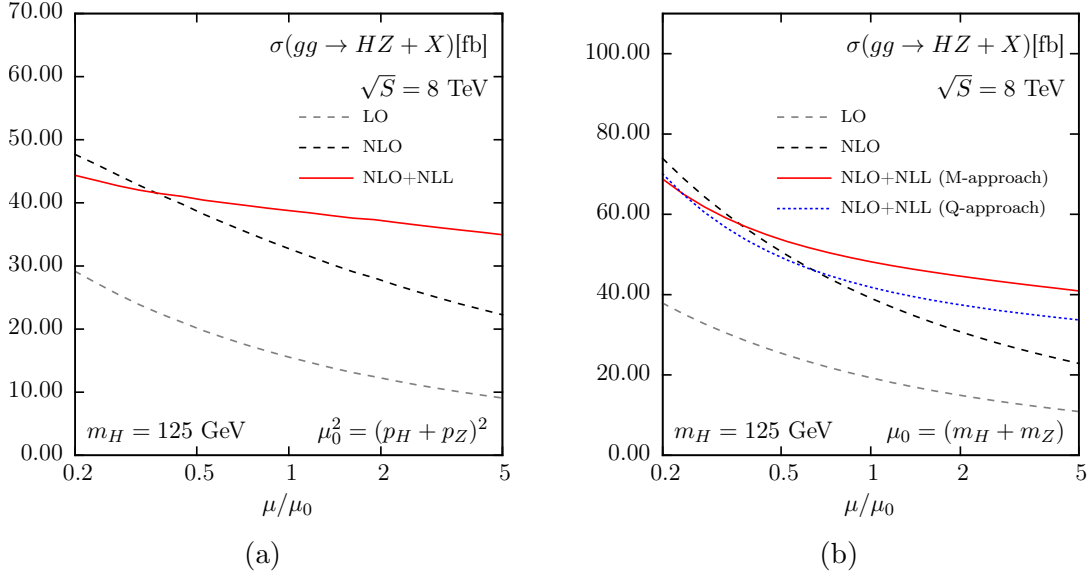 70.00
60.00
50.00
40.00
30.00
20.00
10.00
0.00
σ(gg → HZ + X)[fb]
√S = 8 TeV
LO
NLO
NLO+NLL
m_H = 125 GeV
μ_0^2 = (p_H + p_Z)^2
0.2 0.5 1 2 5
μ/μ_0
(a)
100.00
80.00
60.00
40.00
20.00
0.00
σ(gg → HZ + X)[fb]
√S = 8 TeV
LO
NLO
NLO+NLL (M-approach)
NLO+NLL (Q-approach)
m_H = 125 GeV
μ_0 = (m_H + m_Z)
0.2 0.5 1 2 5
μ/μ_0
(b)